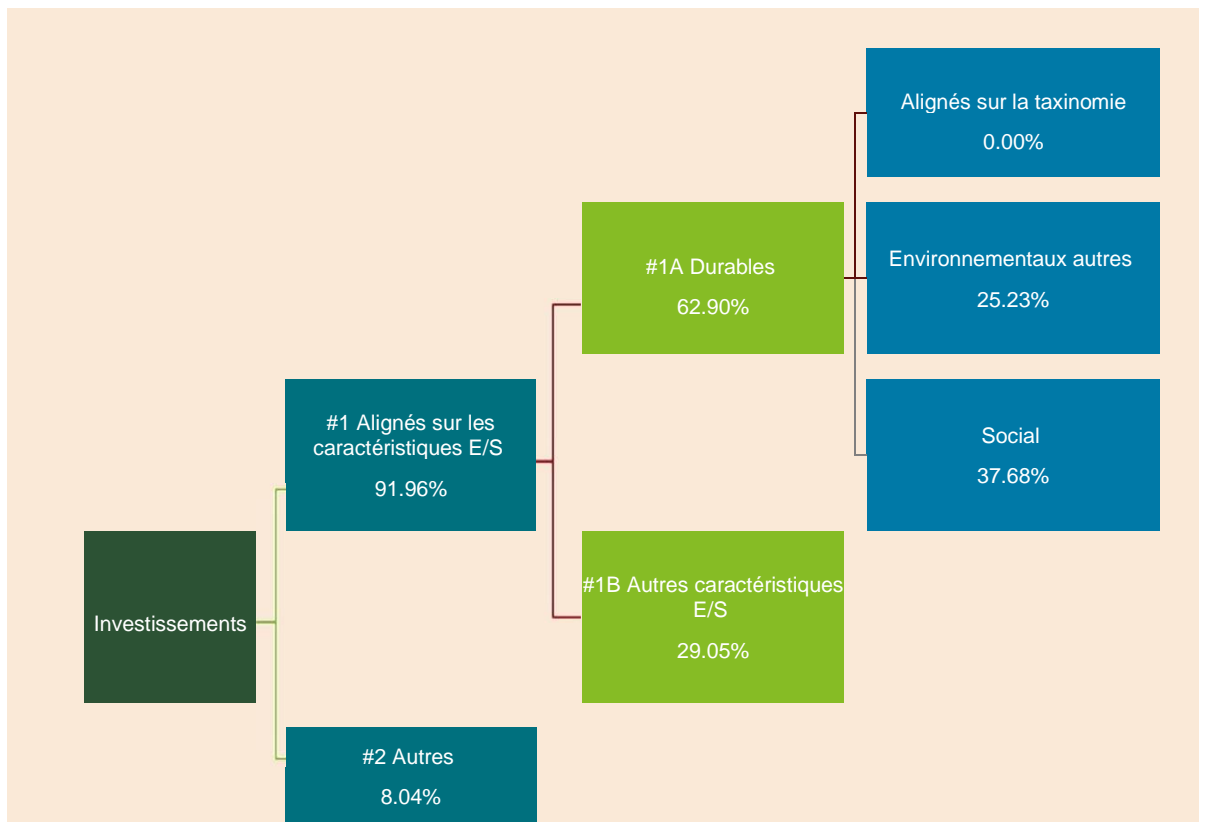 Alignés sur la taxinomie
0.00%
#1A Durables
62.90%
Environnementaux autres
25.23%
#1 Alignés sur les
caractéristiques E/S
91.96%
Social
37.68%
Investissements
#1B Autres caractéristiques
E/S
29.05%
#2 Autres
8.04%